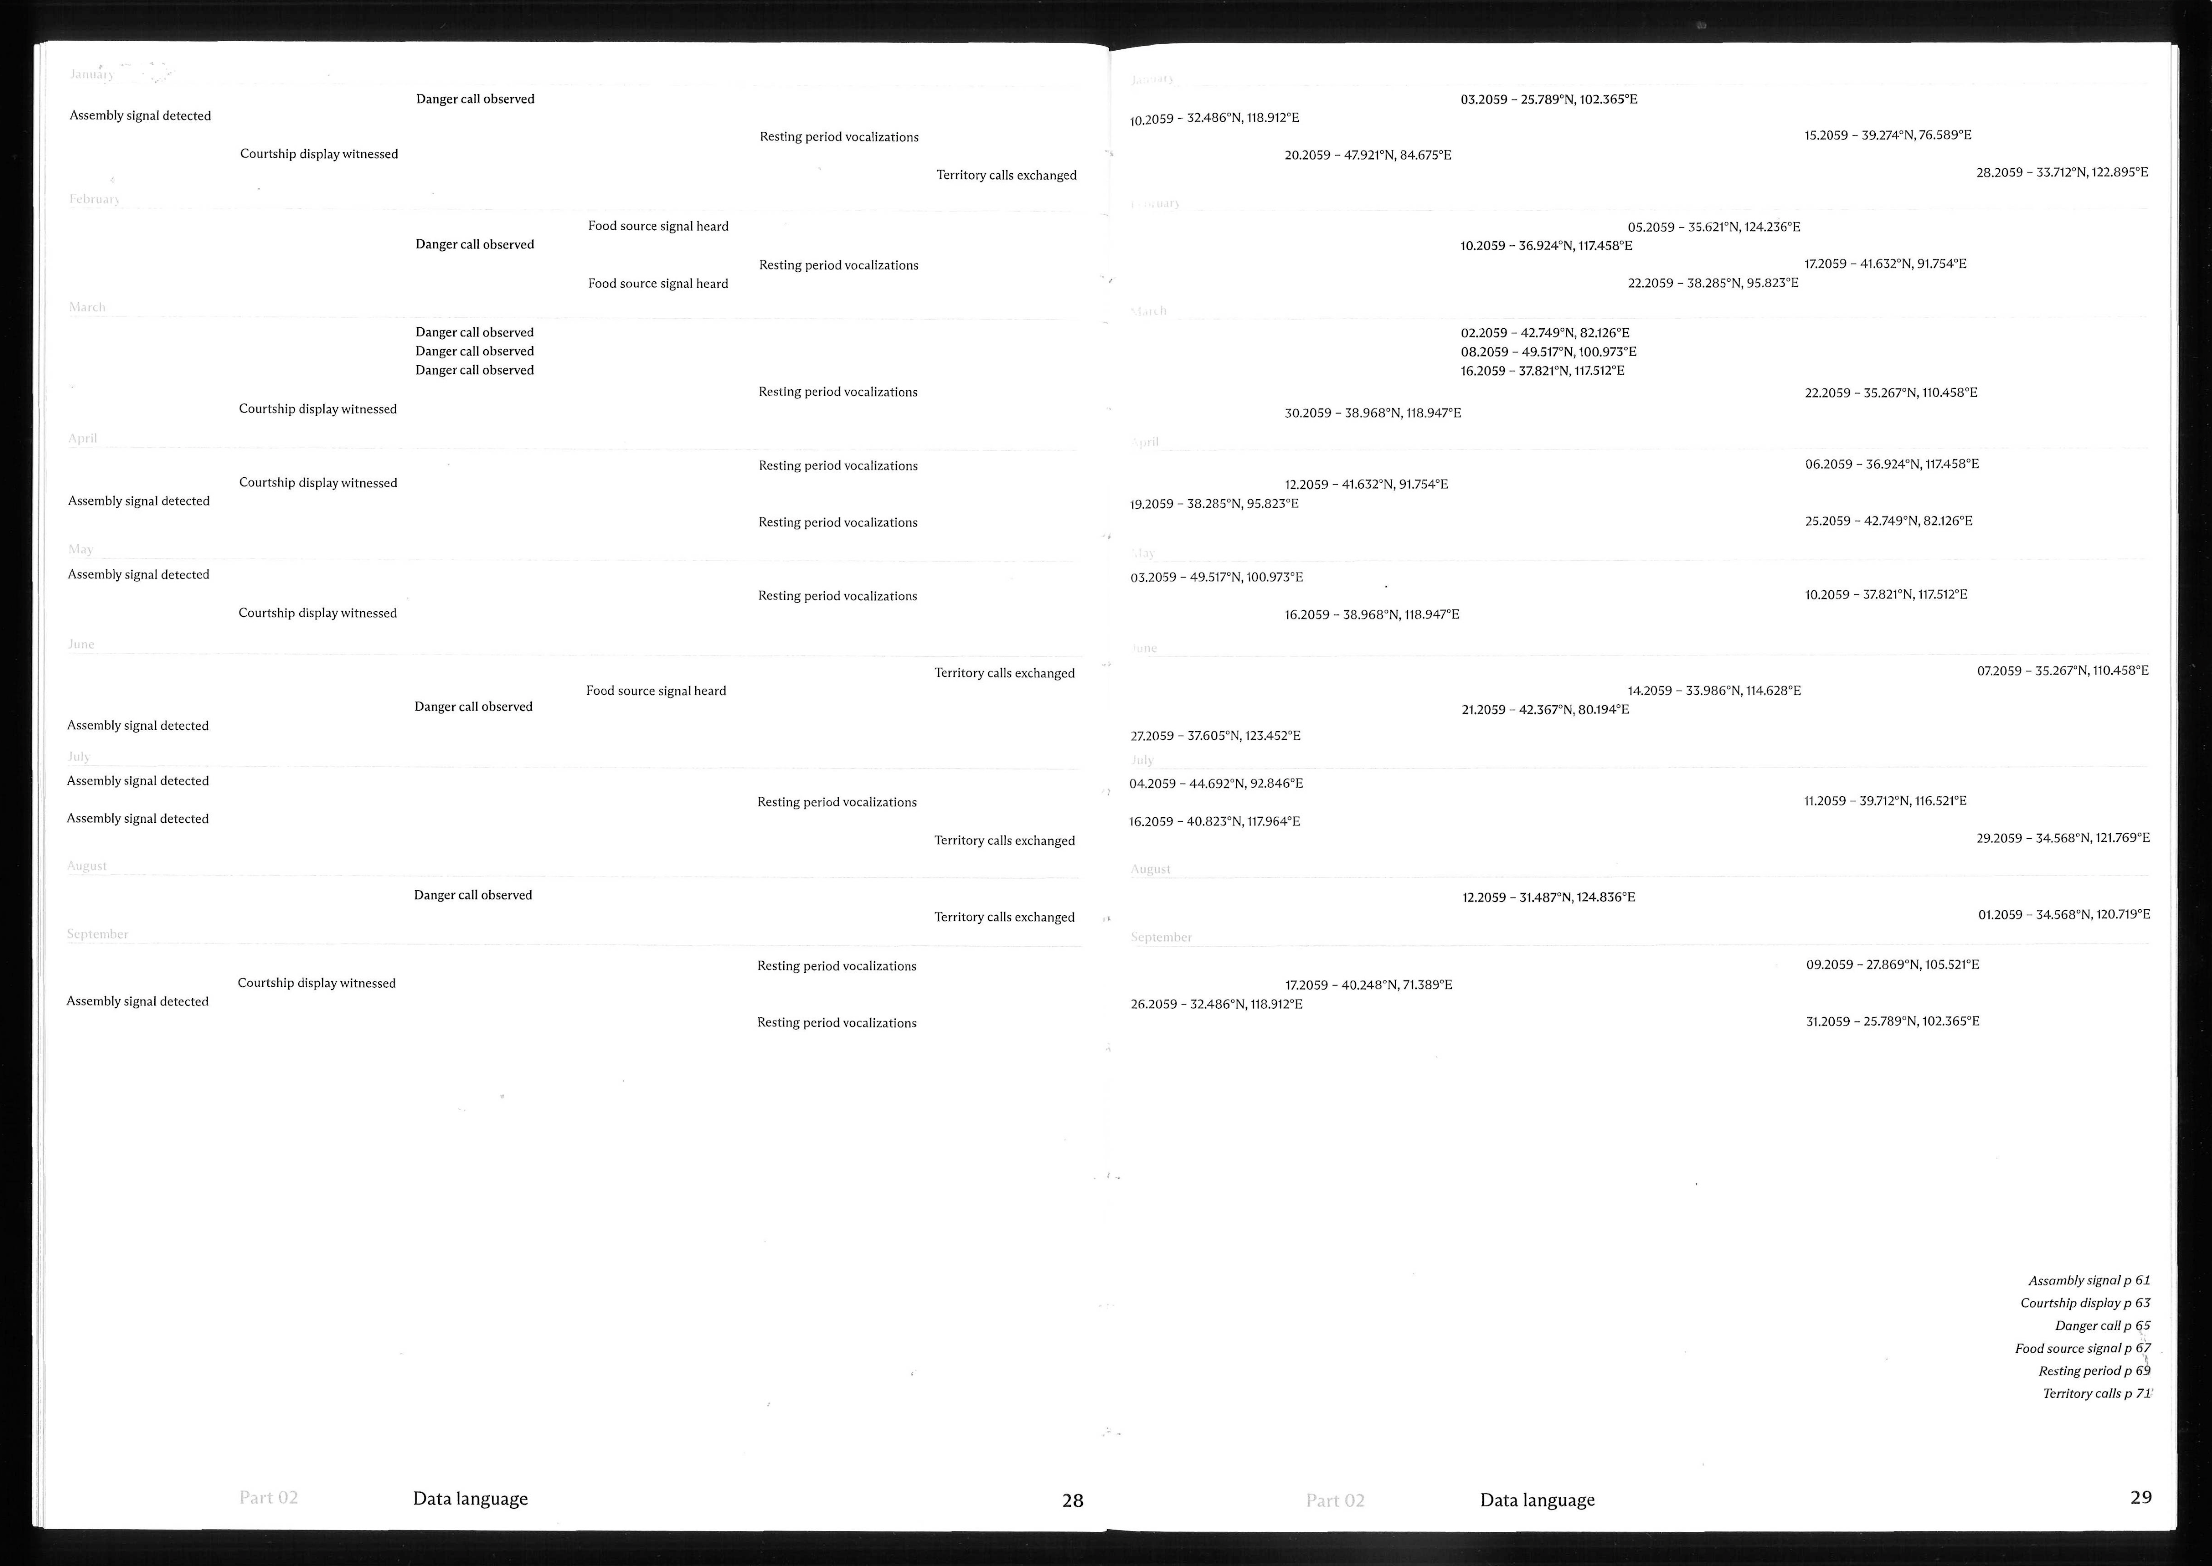 January
Danger call observed
Assembly signal detected
Resting period vocalizations
Courtship display witnessed
Territory calls exchanged
February
Food source signal heard
Danger call observed
Resting period vocalizations
Food source signal heard
March
Danger call observed
Danger call observed
Danger call observed
Resting period vocalizations
Courtship display witnessed
April
Resting period vocalizations
Courtship display witnessed
Assembly signal detected
Resting period vocalizations
May
Assembly signal detected
Resting period vocalizations
Courtship display witnessed
June
Territory calls exchanged
Food source signal heard
Danger call observed
Assembly signal detected
July
Assembly signal detected
Resting period vocalizations
Assembly signal detected
Territory calls exchanged
August
Danger call observed
Territory calls exchanged
September
Resting period vocalizations
Courtship display witnessed
Assembly signal detected
Resting period vocalizations
Part 02 Data language 28
January
03.2059 – 25.789°N, 102.365°E
10.2059 – 32.486°N, 118.912°E
15.2059 – 39.274°N, 76.589°E
20.2059 – 47.921°N, 84.675°E
28.2059 – 33.712°N, 122.895°E
February
05.2059 – 35.621°N, 124.236°E
10.2059 – 36.924°N, 117.458°E
17.2059 – 41.632°N, 91.754°E
22.2059 – 38.285°N, 95.823°E
March
02.2059 – 42.749°N, 82.126°E
08.2059 – 49.517°N, 100.973°E
16.2059 – 37.821°N, 117.512°E
22.2059 – 35.267°N, 110.458°E
30.2059 – 38.968°N, 118.947°E
April
06.2059 – 36.924°N, 117.458°E
12.2059 – 41.632°N, 91.754°E
19.2059 – 38.285°N, 95.823°E
25.2059 – 42.749°N, 82.126°E
May
03.2059 – 49.517°N, 100.973°E
10.2059 – 37.821°N, 117.512°E
16.2059 – 38.968°N, 118.947°E
June
07.2059 – 35.267°N, 110.458°E
14.2059 – 33.986°N, 114.628°E
21.2059 – 42.367°N, 80.194°E
27.2059 – 37.605°N, 123.452°E
July
04.2059 – 44.692°N, 92.846°E
11.2059 – 39.712°N, 116.521°E
16.2059 – 40.823°N, 117.964°E
29.2059 – 34.568°N, 121.769°E
August
12.2059 – 31.487°N, 124.836°E
01.2059 – 34.568°N, 120.719°E
September
09.2059 – 27.869°N, 105.521°E
17.2059 – 40.248°N, 71.389°E
26.2059 – 32.486°N, 118.912°E
31.2059 – 25.789°N, 102.365°E
Assambly signal p 61
Courtship display p 63
Danger call p 65
Food source signal p 67
Resting period p 69
Territory calls p 71
Part 02 Data language 29